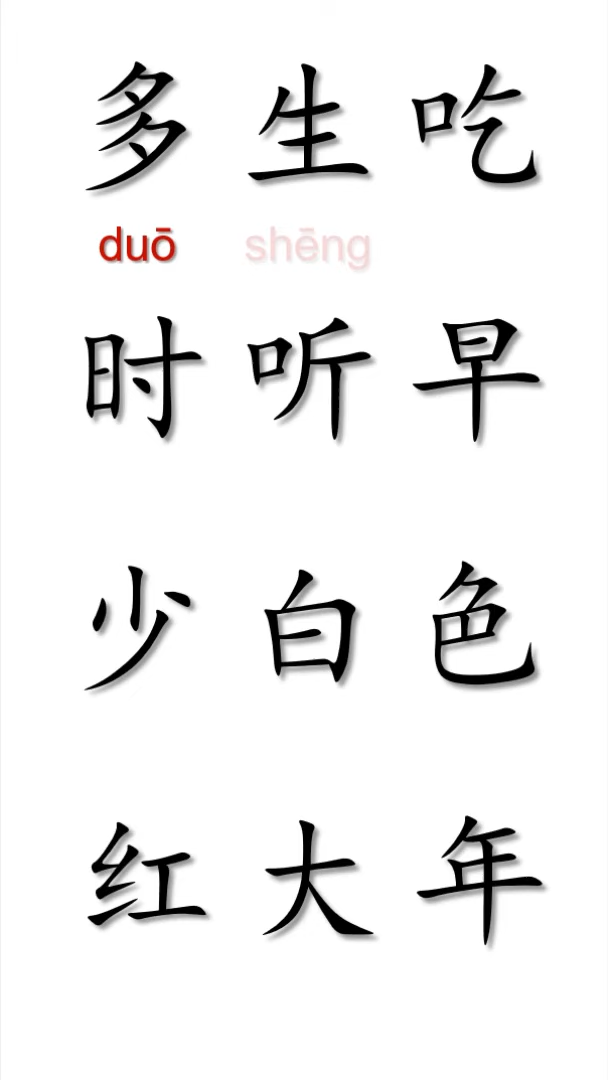 多 生 吃
duō shēng
时 听 早
少 白 色
红 大 年